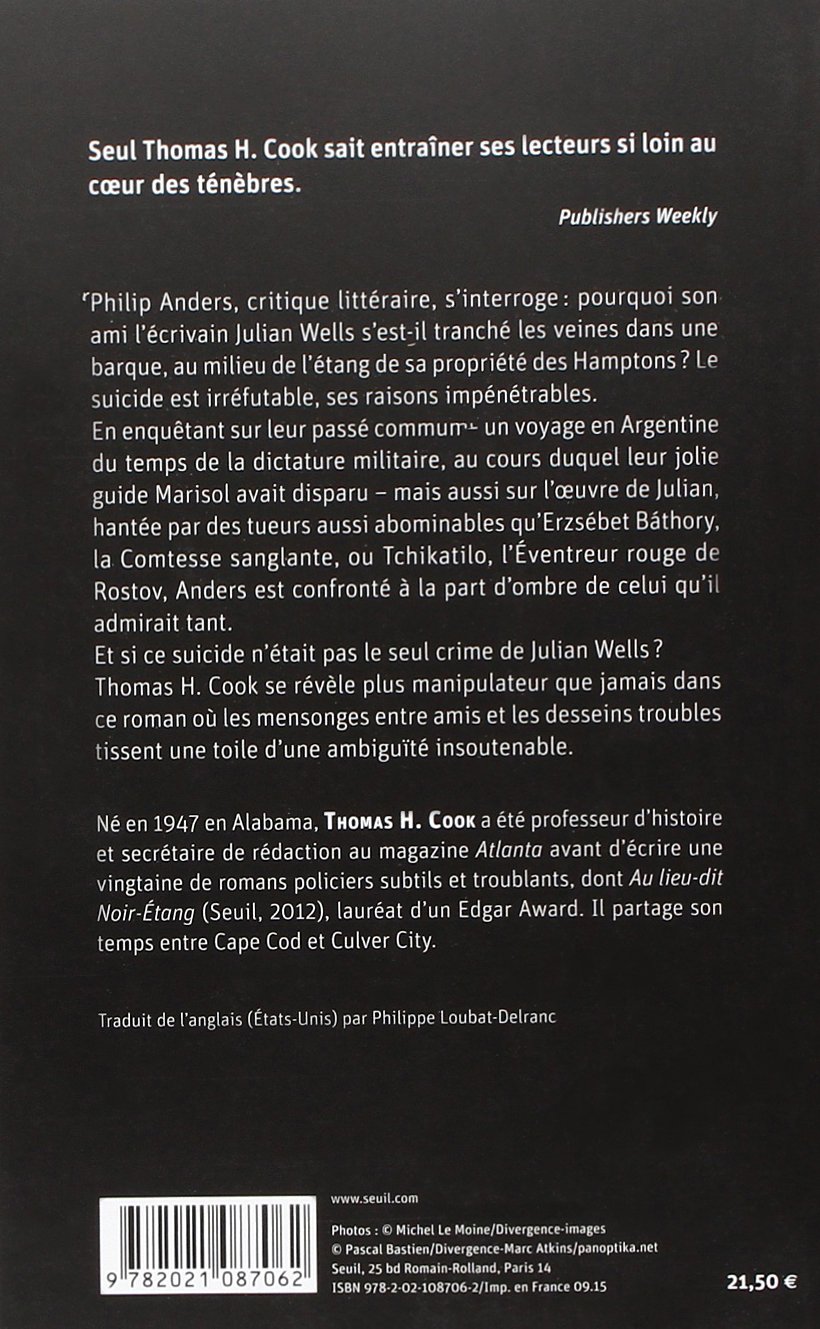 Seul Thomas H. Cook sait entraîner ses lecteurs si loin au
cœur des ténèbres.
Publishers Weekly
Philip Anders, critique littéraire, s’interroge : pourquoi son
ami l’écrivain Julian Wells s’est-il tranché les veines dans une
barque, au milieu de l’étang de sa propriété des Hamptons ? Le
suicide est irréfutable, ses raisons impénétrables.
En enquêtant sur leur passé commun – un voyage en Argentine
du temps de la dictature militaire, au cours duquel leur jolie
guide Marisol avait disparu – mais aussi sur l’œuvre de Julian,
hantée par des tueurs aussi abominables qu’Erzsébet Báthory,
la Comtesse sanglante, ou Tchikatilo, l’Éventreur rouge de
Rostov, Anders est confronté à la part d’ombre de celui qu’il
admirait tant.
Et si ce suicide n’était pas le seul crime de Julian Wells ?
Thomas H. Cook se révèle plus manipulateur que jamais dans
ce roman où les mensonges entre amis et les desseins troubles
tissent une toile d’une ambiguïté insoutenable.
Né en 1947 en Alabama, THOMAS H. COOK a été professeur d’histoire
et secrétaire de rédaction au magazine Atlanta avant d’écrire une
vingtaine de romans policiers subtils et troublants, dont Au lieu-dit
Noir-Étang (Seuil, 2012), lauréat d’un Edgar Award. Il partage son
temps entre Cape Cod et Culver City.
Traduit de l’anglais (États-Unis) par Philippe Loubat-Delranc
www.seuil.com
Photos : © Michel Le Moine/Divergence-images
© Pascal Bastien/Divergence-Marc Atkins/panoptika.net
Seuil, 25 bd Romain-Rolland, Paris 14
ISBN 978-2-02-108706-2/Imp. en France 09.15
9 782021 087062
21,50 €